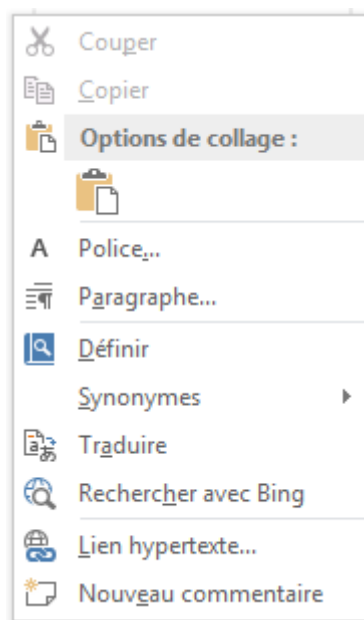 Couper
Copier
Options de collage :
Police...
Paragraphe...
Définir
Synonymes
Traduire
Rechercher avec Bing
Lien hypertexte...
Nouveau commentaire